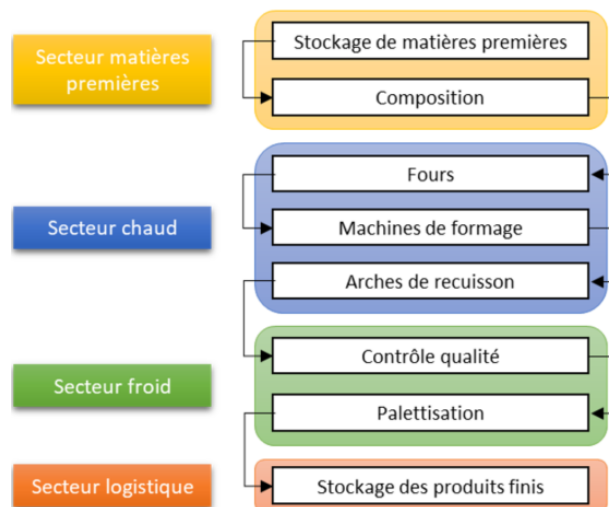 Secteur matières
premières
Stockage de matières premières
Composition
Secteur chaud
Fours
Machines de formage
Arches de recuisson
Secteur froid
Contrôle qualité
Palettisation
Secteur logistique
Stockage des produits finis